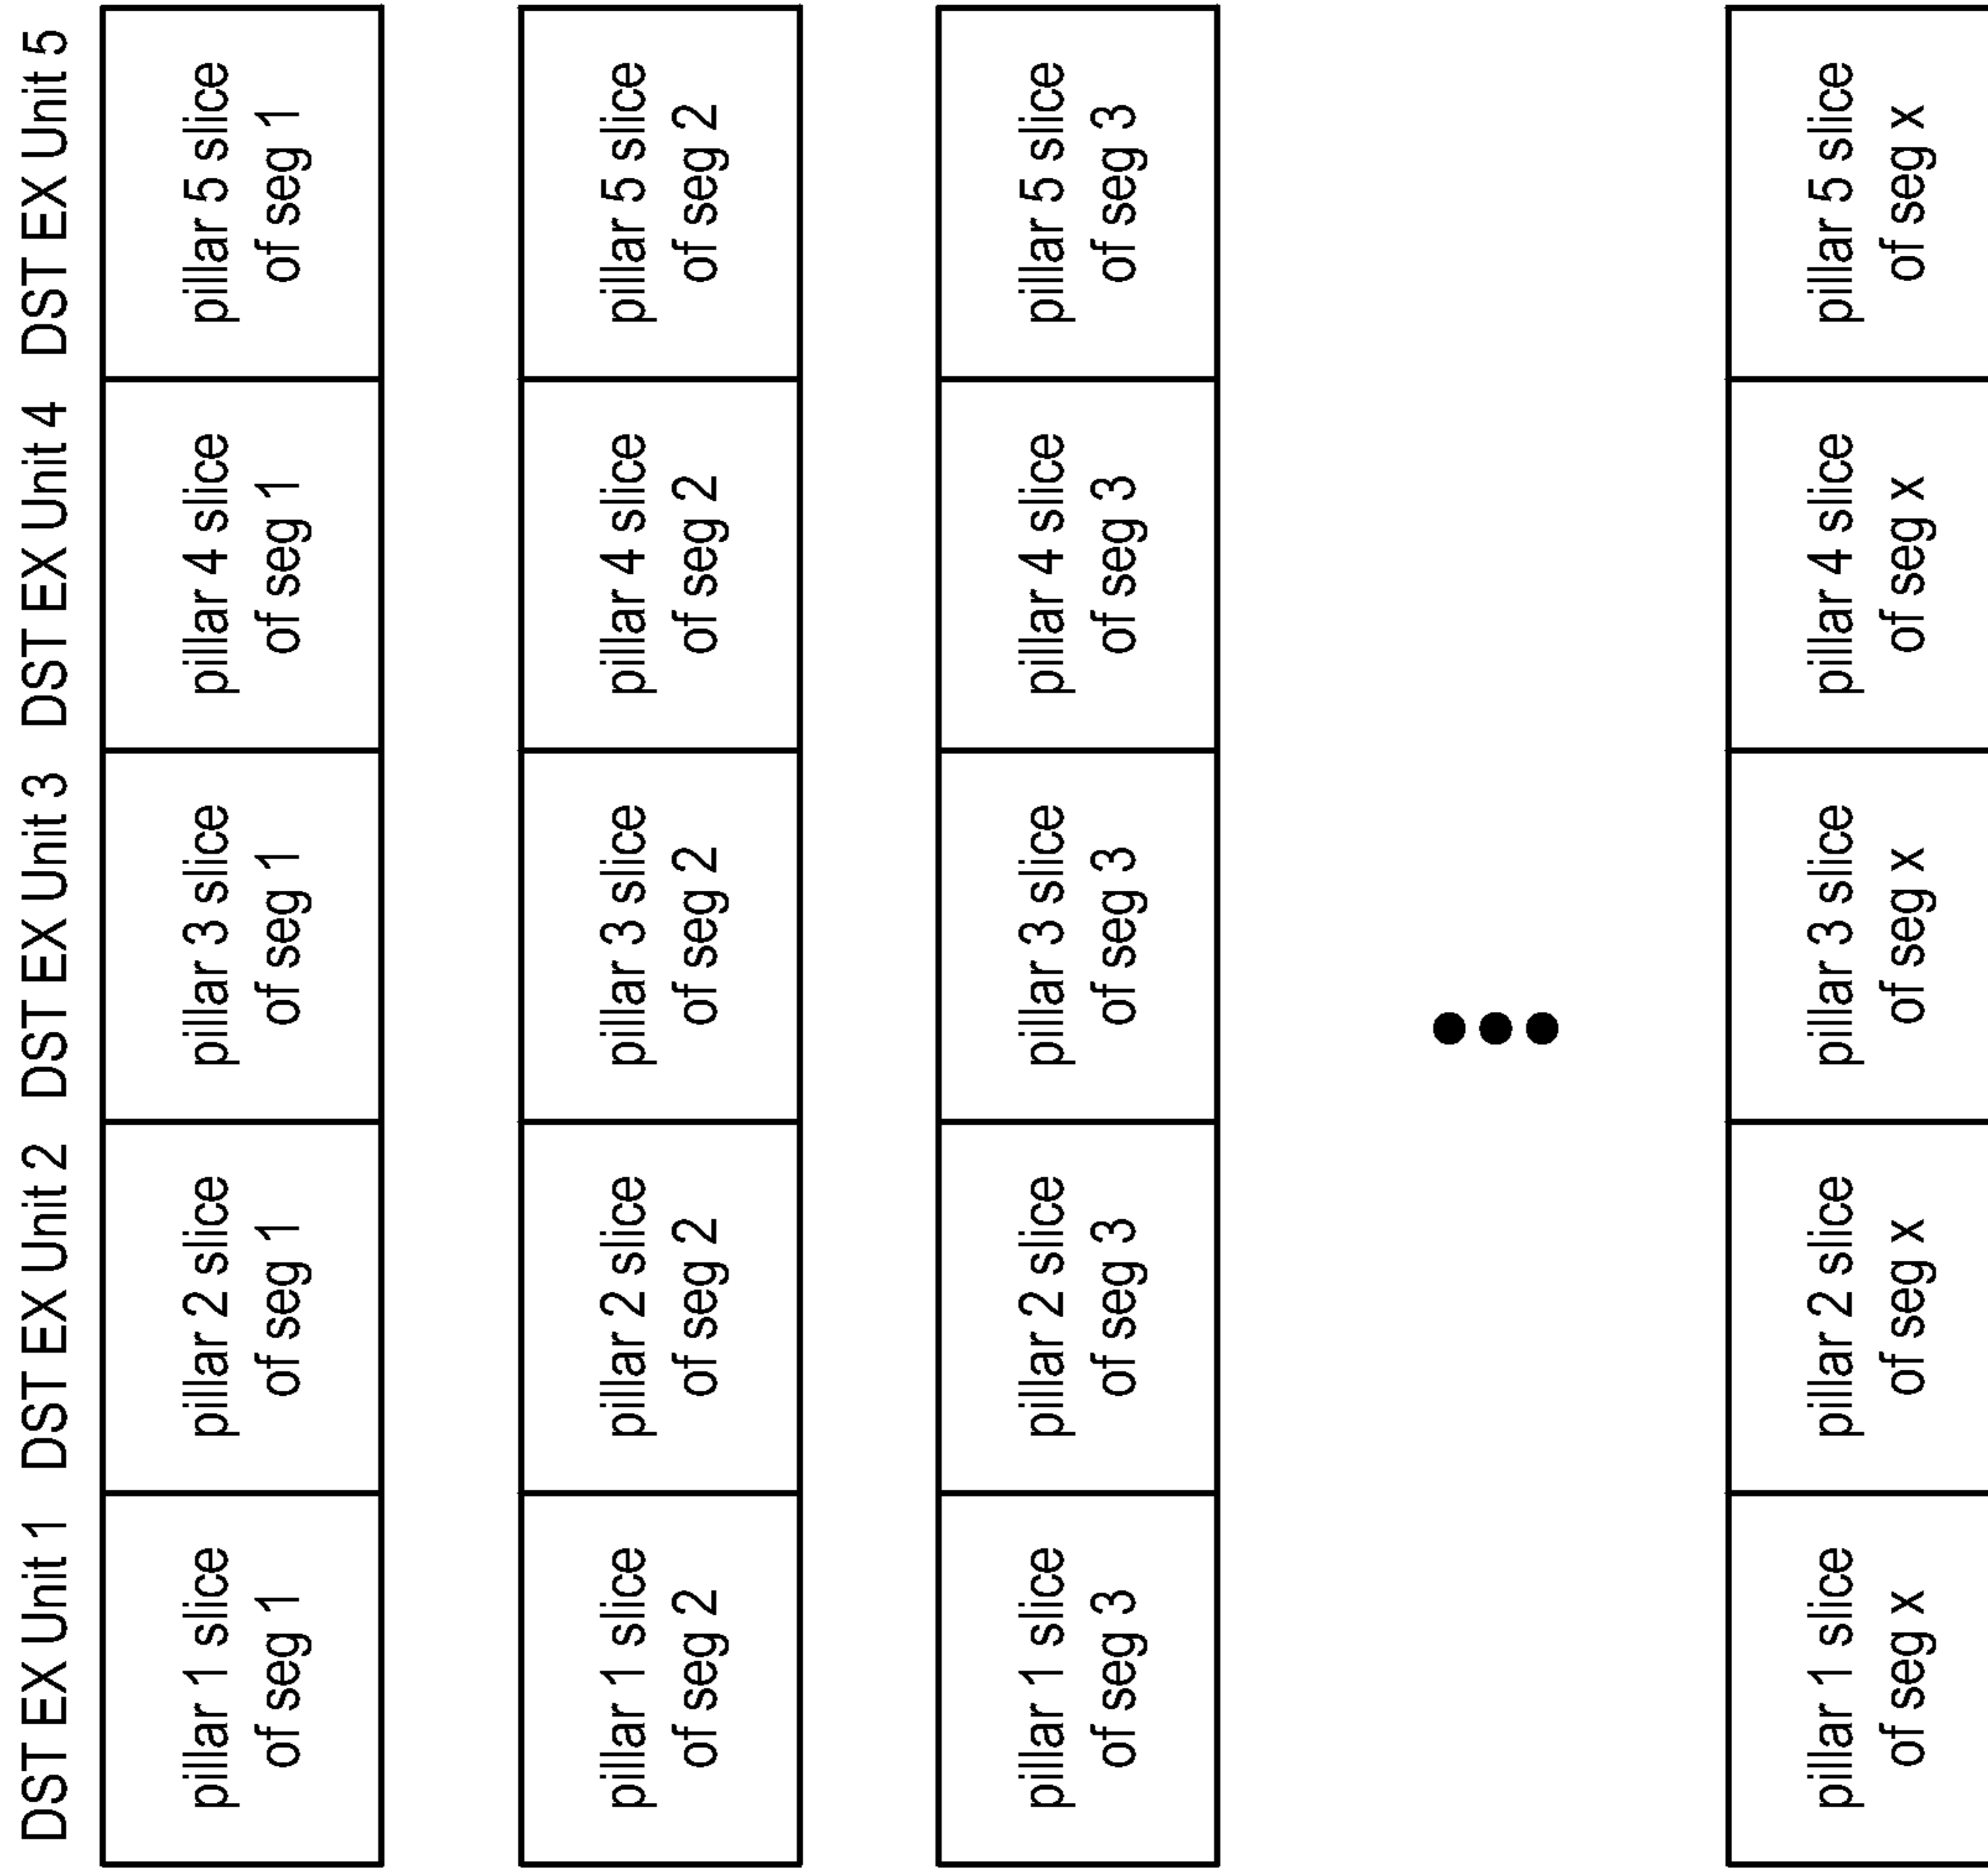 DST EX Unit 1 DST EX Unit 2 DST EX Unit 3 DST EX Unit 4 DST EX Unit 5
pillar 1 slice
of seg 1
pillar 2 slice
of seg 1
pillar 3 slice
of seg 1
pillar 4 slice
of seg 1
pillar 5 slice
of seg 1
pillar 1 slice
of seg 2
pillar 2 slice
of seg 2
pillar 3 slice
of seg 2
pillar 4 slice
of seg 2
pillar 5 slice
of seg 2
pillar 1 slice
of seg 3
pillar 2 slice
of seg 3
pillar 3 slice
of seg 3
pillar 4 slice
of seg 3
pillar 5 slice
of seg 3
pillar 1 slice
of seg x
pillar 2 slice
of seg x
pillar 3 slice
of seg x
pillar 4 slice
of seg x
pillar 5 slice
of seg x